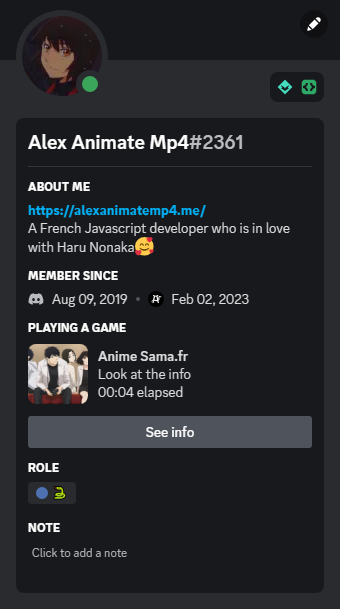 Alex Animate Mp4#2361
ABOUT ME
https://alexanimatemp4.me/
A French Javascript developer who is in love
with Haru Nonaka🥰
MEMBER SINCE
Aug 09, 2019 • Feb 02, 2023
PLAYING A GAME
Anime Sama.fr
Look at the info
00:04 elapsed
See info
ROLE
NOTE
Click to add a note